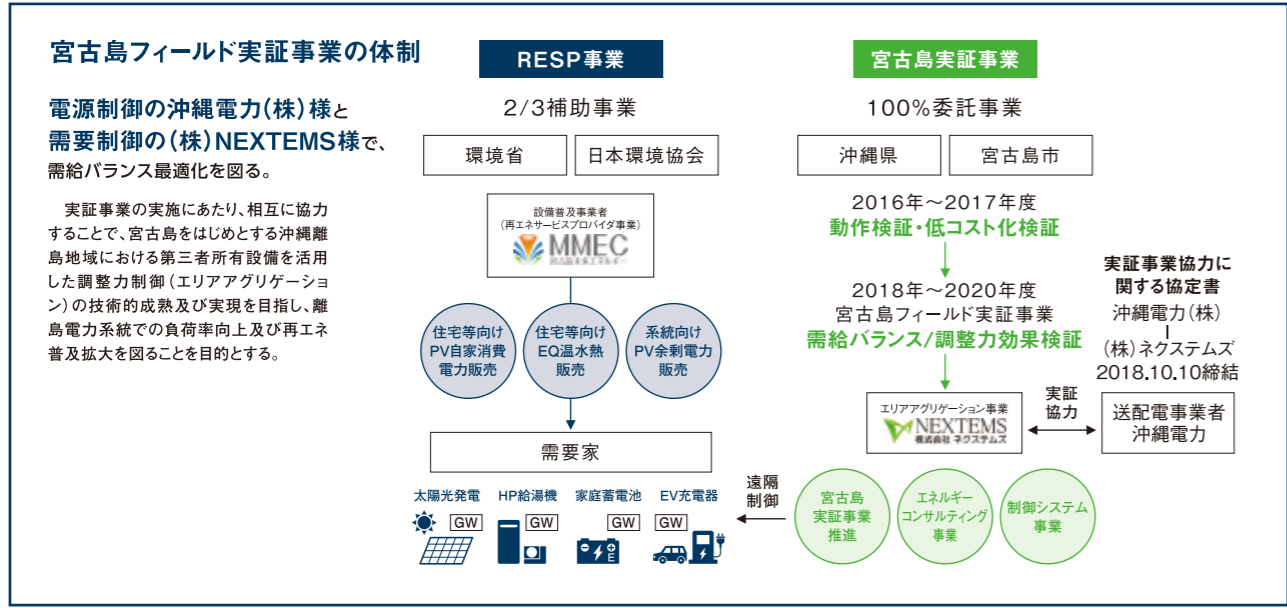 宮古島フィールド実証事業の体制
電源制御の沖縄電力(株)様と
需要制御の(株)NEXTEMS様で、
需給バランス最適化を図る。
実証事業の実施にあたり、相互に協力
することで、宮古島をはじめとする沖縄離
島地域における第三者所有設備を活用
した調整力制御(エリアアグリゲーショ
ン)の技術的成熟及び実現を目指し、離
島電力系統での負荷率向上及び再エネ
普及拡大を図ることを目的とする。
RESP事業
2/3補助事業
環境省
日本環境協会
設備普及事業者
(再エネサービスプロバイダ事業)
MMEC
宮古島未来エネルギー
住宅等向け
PV自家消費
電力販売
住宅等向け
EQ温水熱
販売
系統向け
PV余剰電力
販売
需要家
太陽光発電
HP給湯機
家庭蓄電池
EV充電器
GW
GW
GW
GW
E
宮古島実証事業
100%委託事業
沖縄県
宮古島市
2016年〜2017年度
動作検証・低コスト化検証
2018年〜2020年度
宮古島フィールド実証事業
需給バランス/調整力効果検証
エリアアグリゲーション事業
NEXTEMS
株式会社 ネクステムズ
実証
協力
実証事業協力に
関する協定書
沖縄電力(株)
(株)ネクステムズ
2018.10.10締結
送配電事業者
沖縄電力
遠隔
制御
宮古島
実証事業
推進
エネルギー
コンサルティング
事業
制御システム
事業